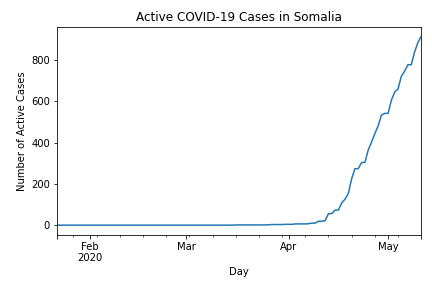 Active COVID-19 Cases in Somalia
Number of Active Cases
800
600
400
200
0
Feb
2020
Mar
Apr
May
Day